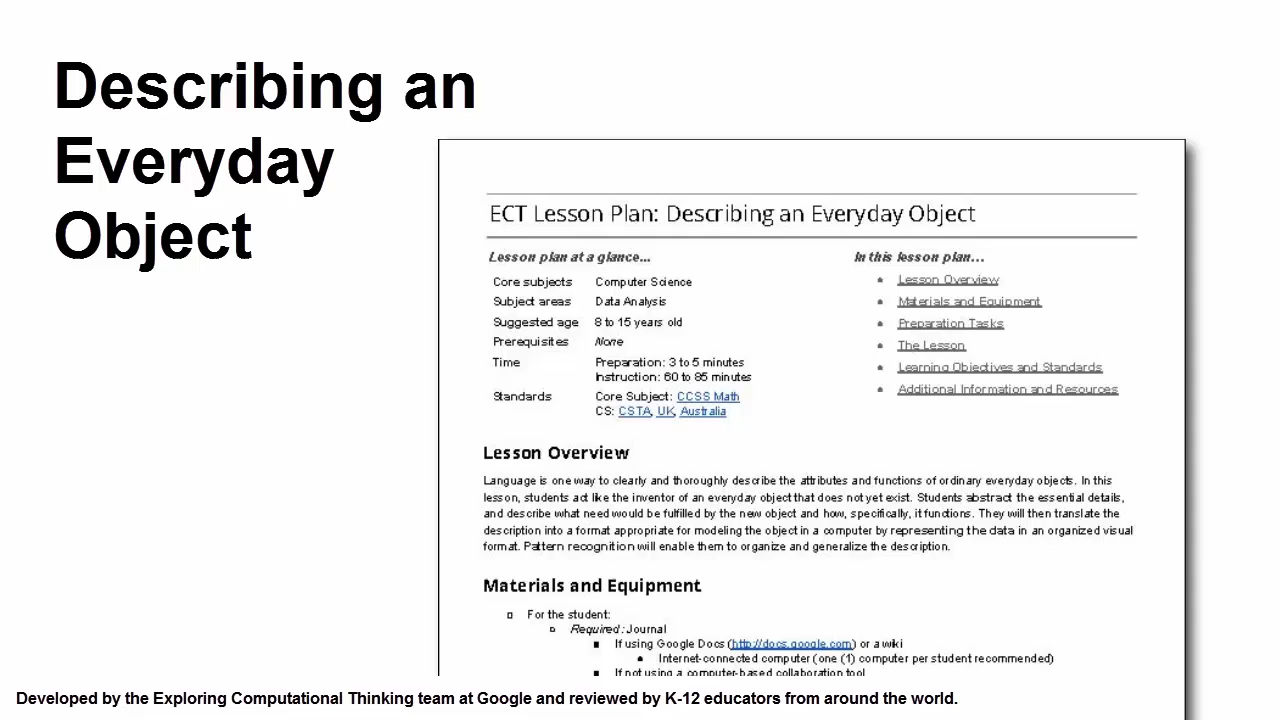 Describing an
Everyday
Object
ECT Lesson Plan: Describing an Everyday Object
Lesson plan at a glance...
Core subjects Computer Science
Subject areas Data Analysis
Suggested age 8 to 15 years old
Prerequisites None
Time Preparation: 3 to 5 minutes
Instruction: 60 to 85 minutes
Standards Core Subject: CCSS Math
CS: CSTA, UK, Australia
In this lesson plan...
Lesson Overview
Materials and Equipment
Preparation Tasks
The Lesson
Learning Objectives and Standards
Additional Information and Resources
Lesson Overview
Language is one way to clearly and thoroughly describe the attributes and functions of ordinary everyday objects. In this
lesson, students act like the inventor of an everyday object that does not yet exist. Students abstract the essential details,
and describe what need would be fulfilled by the new object and how, specifically, it functions. They will then translate the
description into a format appropriate for modeling the object in a computer by representing the data in an organized visual
format. Pattern recognition will enable them to organize and generalize the description.
Materials and Equipment
For the student:
Required: Journal
If using Google Docs (http://docs.google.com) or a wiki
Internet-connected computer (one (1) computer per student recommended)
If not using a computer-based collaboration tool
Developed by the Exploring Computational Thinking team at Google and reviewed by K-12 educators from around the world.